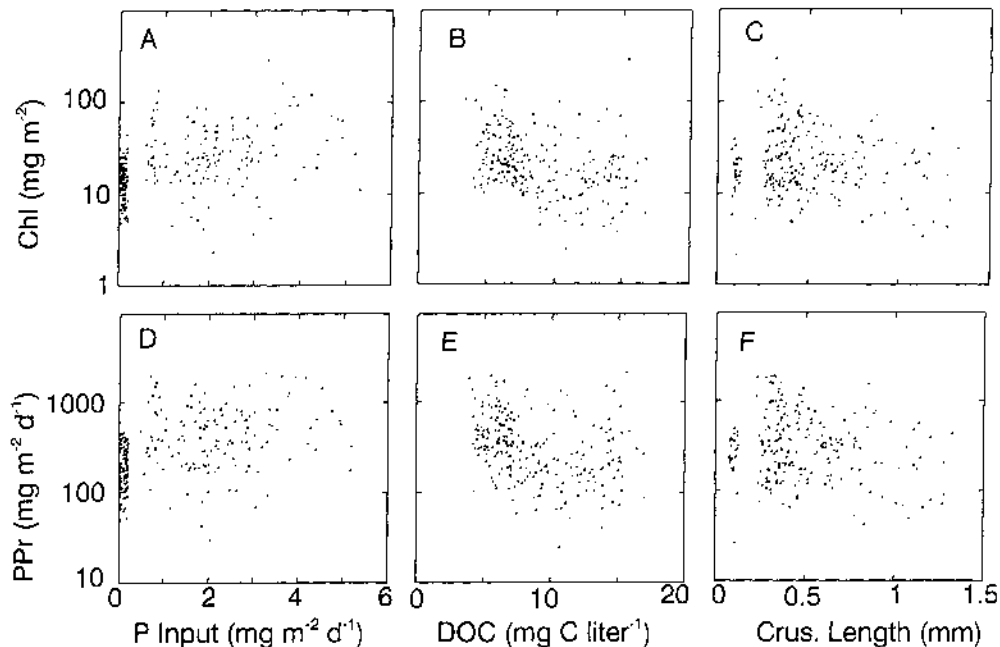 A B C
Chl (mg m⁻²)
100
10
1
D E F
PPr (mg m⁻² d⁻¹)
1000
100
10
0 2 4 6
0 10 20
0 0.5 1 1.5
P Input (mg m⁻² d⁻¹)
DOC (mg C liter⁻¹)
Crus. Length (mm)